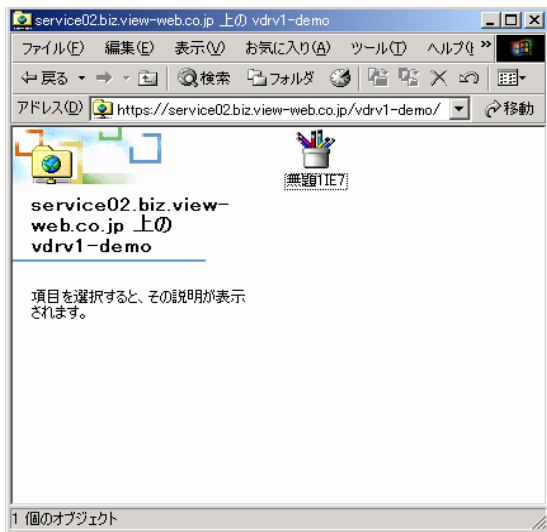 service02.biz.view-web.co.jp 上の vdrv1-demo
ファイル(F) 編集(E) 表示(V) お気に入り(A) ツール(T) ヘルプ(
戻る 検索 フォルダ
アドレス(D) https://service02.biz.view-web.co.jp/vdrv1-demo/ 移動
無題1IE7
service02.biz.view-
web.co.jp 上の
vdrv1-demo
項目を選択すると、その説明が表示
されます。
1 個のオブジェクト